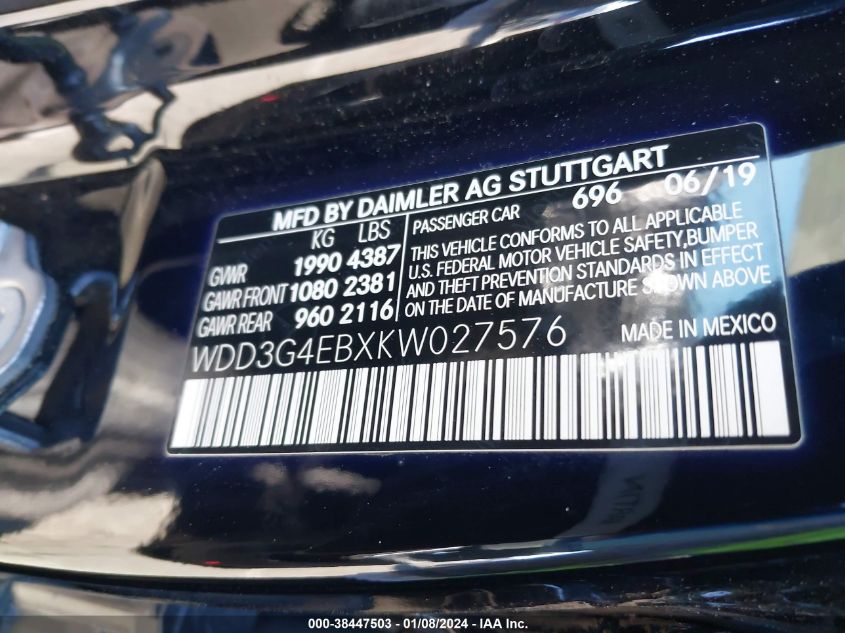 MFD BY DAIMLER AG STUTTGART
KG LBS
GVWR 1990 4387
GAWR FRONT 1080 2381
GAWR REAR 960 2116
PASSENGER CAR 696 06/19
THIS VEHICLE CONFORMS TO ALL APPLICABLE
U.S. FEDERAL MOTOR VEHICLE SAFETY,BUMPER
AND THEFT PREVENTION STANDARDS IN EFFECT
ON THE DATE OF MANUFACTURE SHOWN ABOVE
WDD3G4EBXKW027576
MADE IN MEXICO
000-38447503 - 01/08/2024 - © IAA Inc.